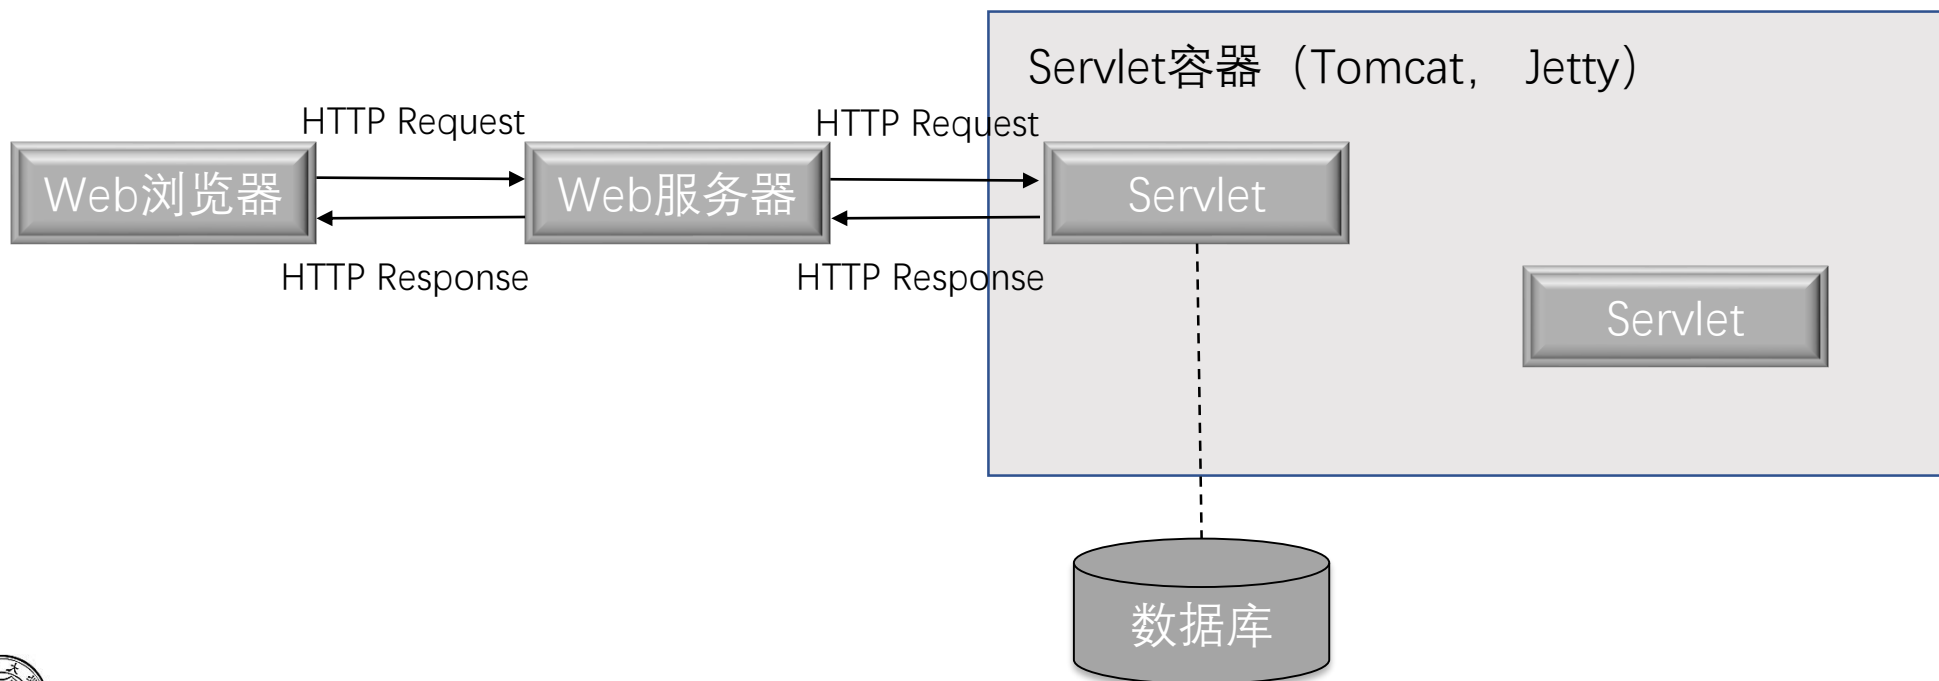 Servlet容器（Tomcat， Jetty）
HTTP Request
HTTP Request
Web浏览器
Web服务器
Servlet
HTTP Response
HTTP Response
Servlet
数据库